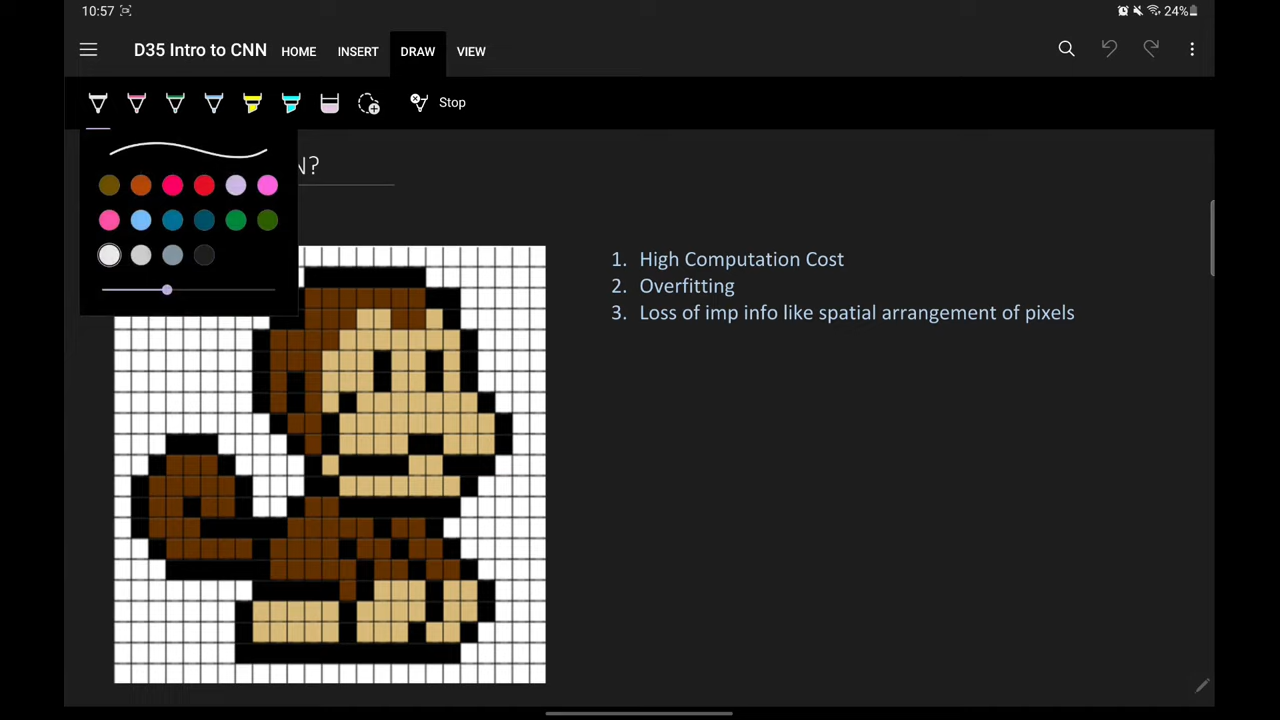 10:57
24%
D35 Intro to CNN HOME INSERT DRAW VIEW
Stop
N?
1. High Computation Cost
2. Overfitting
3. Loss of imp info like spatial arrangement of pixels